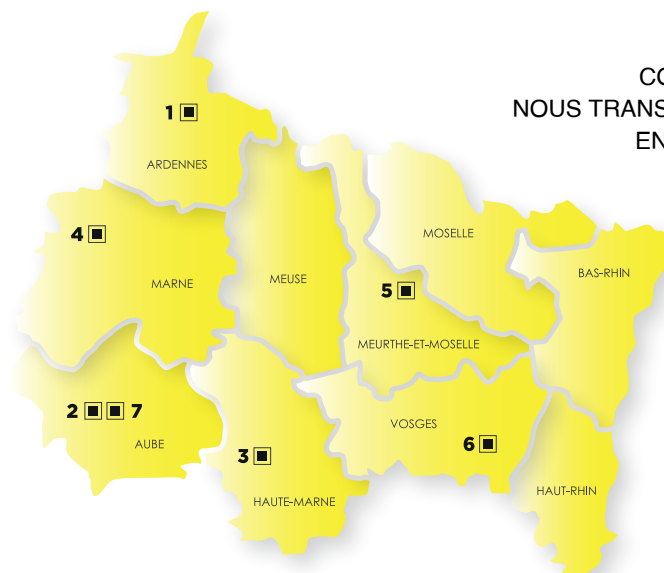 CO
NOUS TRANS
EN
1
ARDENNES
4
MARNE
MEUSE
MOSELLE
BAS-RHIN
5
MEURTHE-ET-MOSELLE
2 7
AUBE
VOSGES
6
3
HAUTE-MARNE
HAUT-RHIN